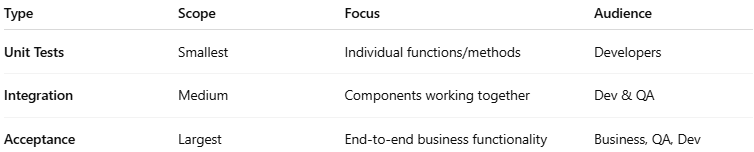 Type Scope Focus Audience
Unit Tests Smallest Individual functions/methods Developers
Integration Medium Components working together Dev & QA
Acceptance Largest End-to-end business functionality Business, QA, Dev